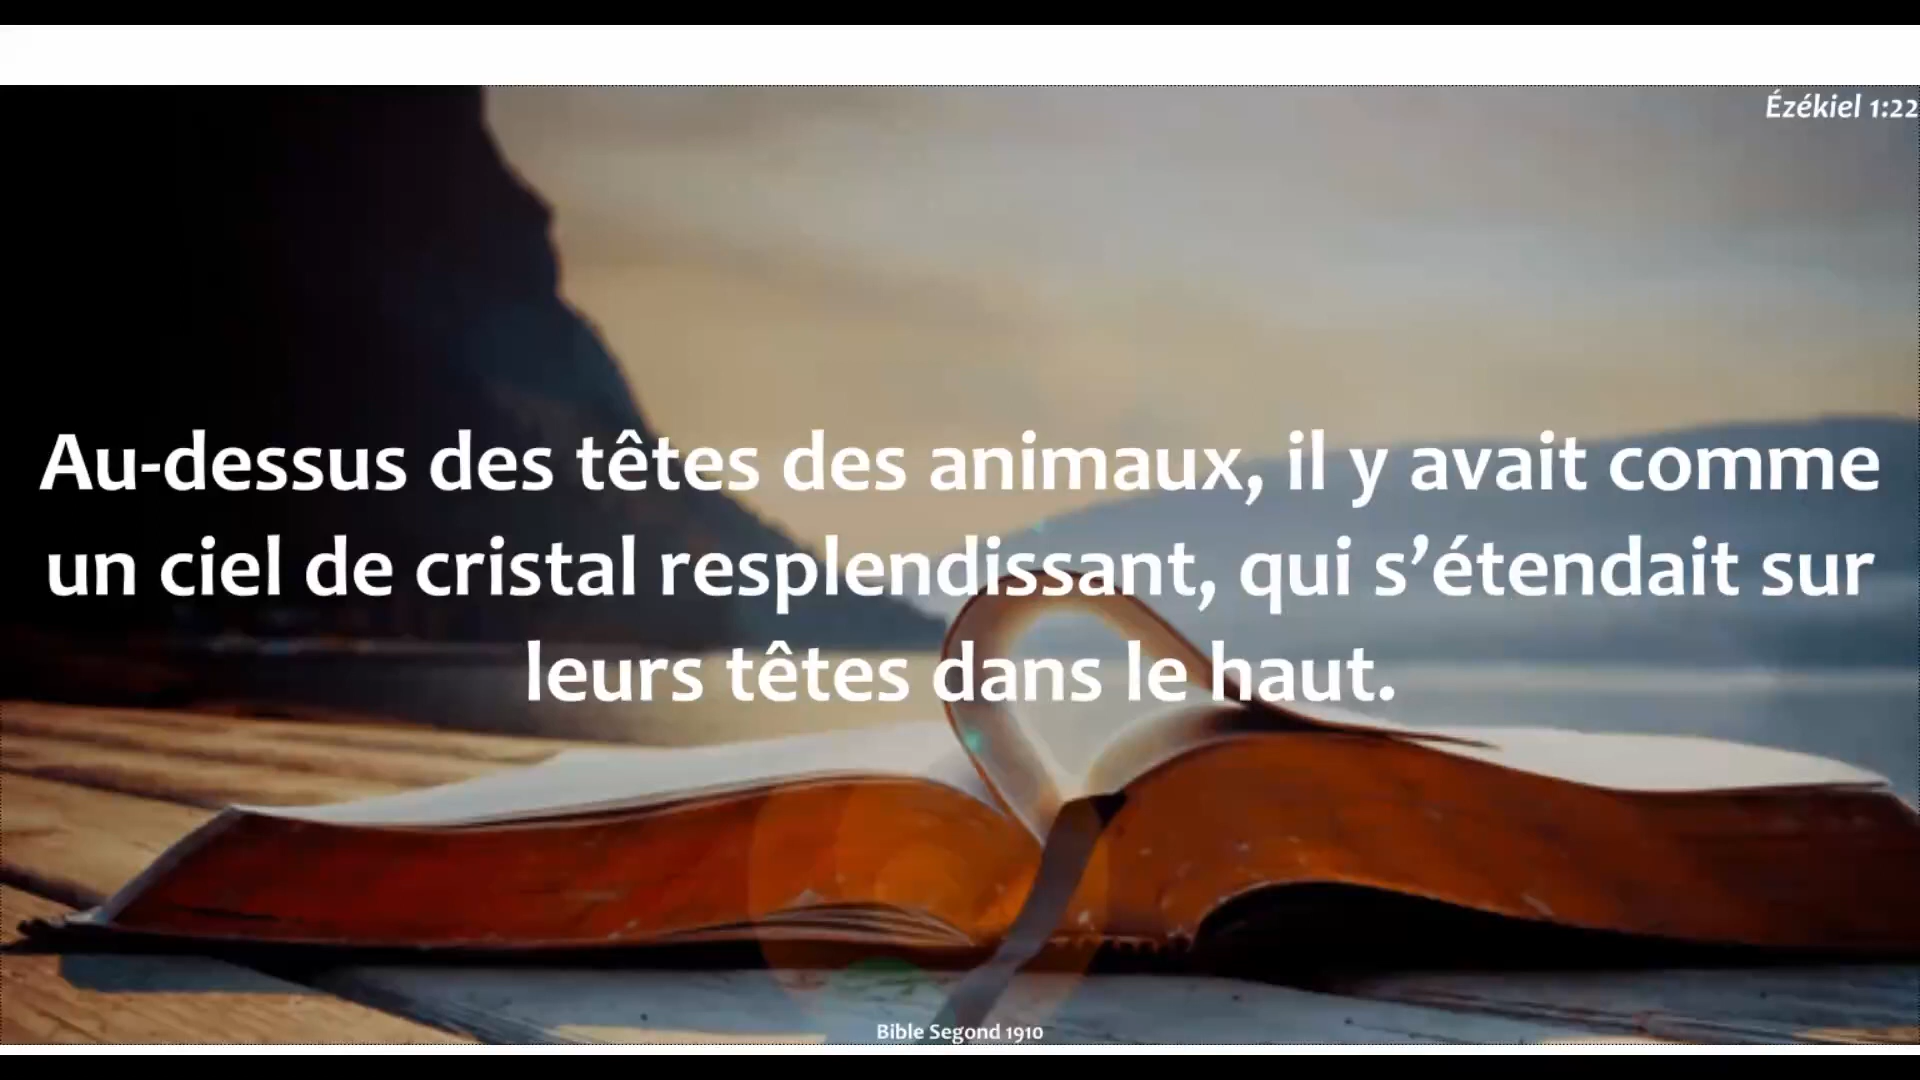 Ézékiel 1:22
Au-dessus des têtes des animaux, il y avait comme
un ciel de cristal resplendissant, qui s’étendait sur
leurs têtes dans le haut.
Bible Segond 1910